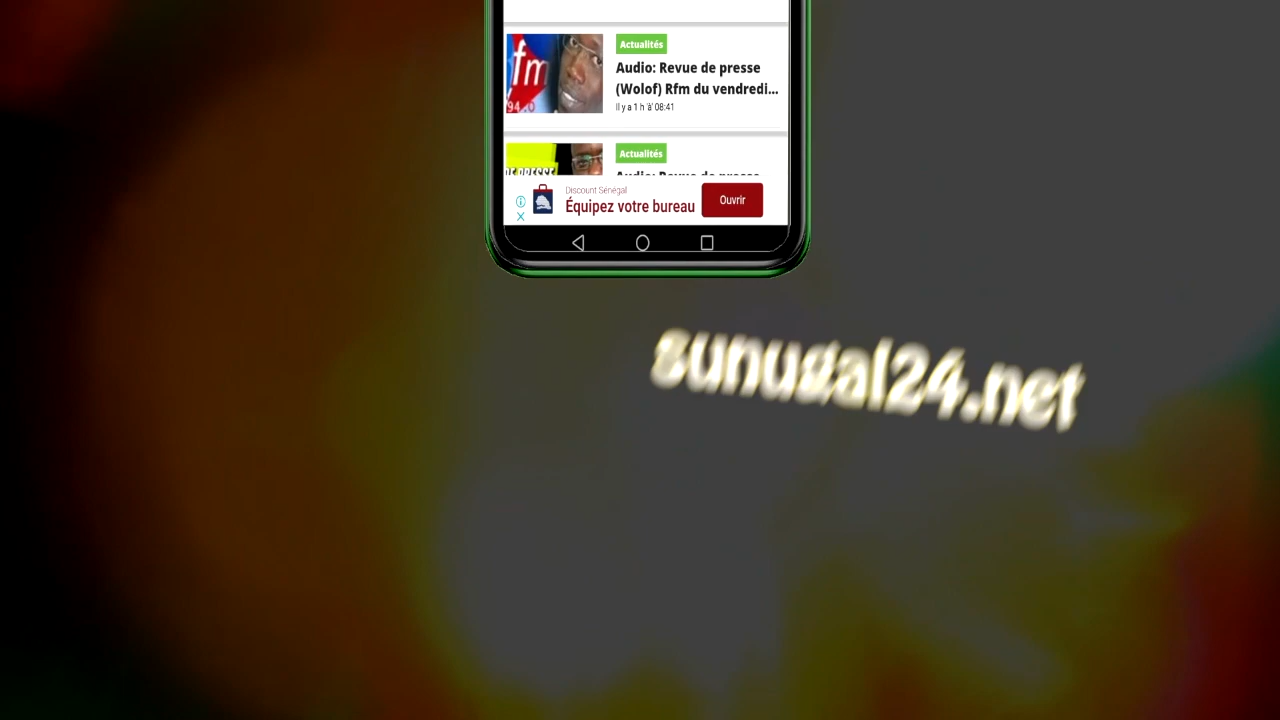 Actualités
fm
Audio: Revue de presse
(Wolof) Rfm du vendredi...
Il y a 1 h 'à' 08:41
Actualités
Discount Sénégal
Équipez votre bureau
Ouvrir
sunugal24.net